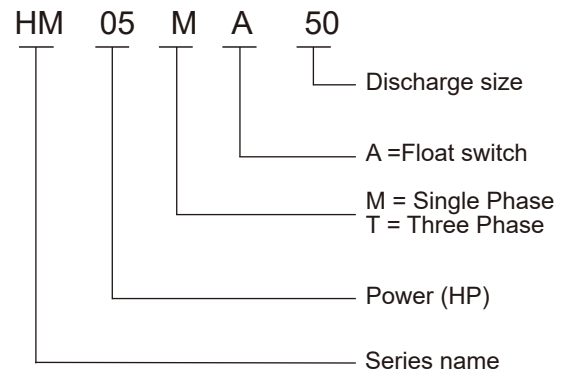 HM 05 M A 50
Discharge size
A =Float switch
M = Single Phase
T = Three Phase
Power (HP)
Series name